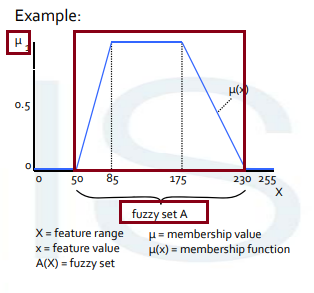 Example:
μ
1
μ(x)
0.5
0
0 50 85 175 230 255
X
fuzzy set A
X = feature range μ = membership value
x = feature value μ(x) = membership function
A(X) = fuzzy set
IS